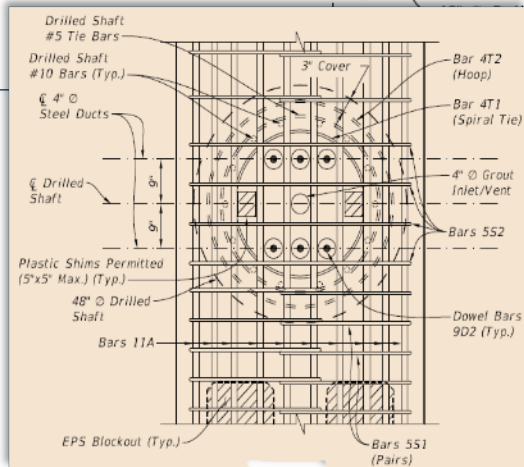 Drilled Shaft
#5 Tie Bars
Drilled Shaft
#10 Bars (Typ.)
℄ 4" Ø
Steel Ducts
℄ Drilled
Shaft
Plastic Shims Permitted
(5"x5" Max.) (Typ.)
48" Ø Drilled
Shaft
Bars 11A
EPS Blockout (Typ.)
3" Cover
9"
9"
Bar 4T2
(Hoop)
Bar 4T1
(Spiral Tie)
4" Ø Grout
Inlet/Vent
Bars 5S2
Dowel Bars
9D2 (Typ.)
Bars 5S1
(Pairs)